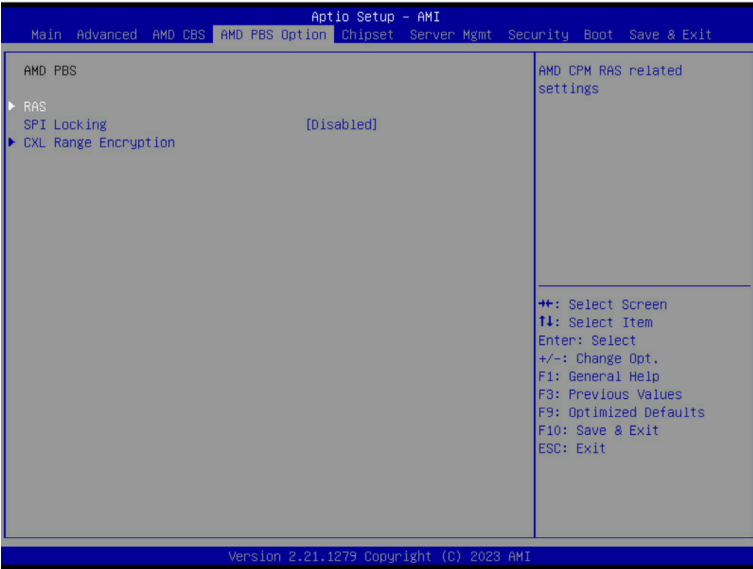 Aptio Setup - AMI
Main Advanced AMD CBS AMD PBS Option Chipset Server Mgmt Security Boot Save & Exit
AMD PBS
RAS
SPI Locking [Disabled]
CXL Range Encryption
AMD CPM RAS related
settings
→←: Select Screen
↑↓: Select Item
Enter: Select
+/-: Change Opt.
F1: General Help
F3: Previous Values
F9: Optimized Defaults
F10: Save & Exit
ESC: Exit
Version 2.21.1279 Copyright (C) 2023 AMI